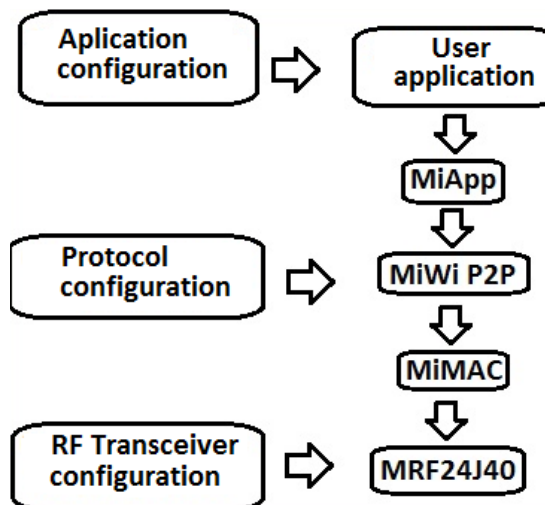 Aplication
configuration
User
application
MiApp
Protocol
configuration
MiWi P2P
MiMAC
RF Transceiver
configuration
MRF24J40